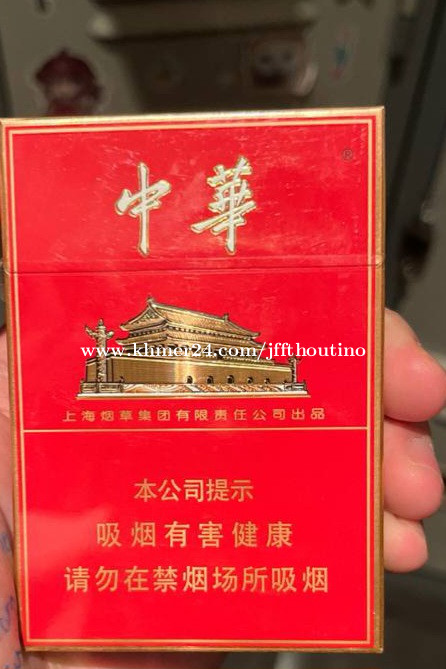 中華
®
www.khmer24.com/jffthoutino
上海烟草集团有限责任公司出品
本公司提示
吸烟有害健康
请勿在禁烟场所吸烟